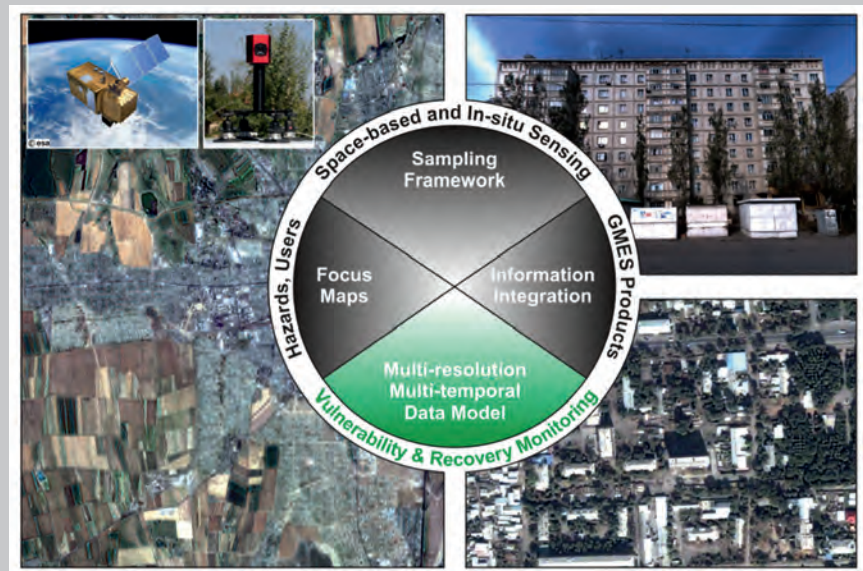 © esa
Space-based and In-situ Sensing
Sampling
Framework
Hazards, Users
Focus
Maps
Information
Integration
GMES Products
Multi-resolution
Multi-temporal
Data Model
Vulnerability & Recovery Monitoring